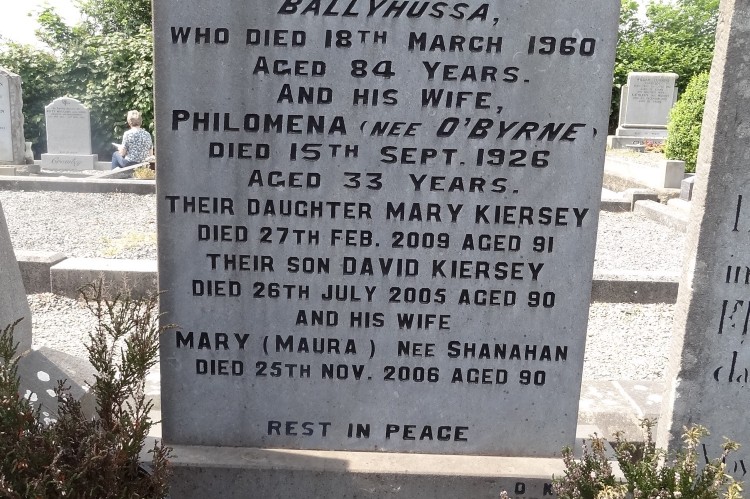 BALLYHUSSA,
WHO DIED 18TH MARCH 1960
AGED 84 YEARS.
AND HIS WIFE,
PHILOMENA (NEE O'BYRNE)
DIED 15TH SEPT. 1926
AGED 33 YEARS.
THEIR DAUGHTER MARY KIERSEY
DIED 27TH FEB. 2009 AGED 91
THEIR SON DAVID KIERSEY
DIED 26TH JULY 2005 AGED 90
AND HIS WIFE
MARY (MAURA) NEE SHANAHAN
DIED 25TH NOV. 2006 AGED 90
REST IN PEACE
O K